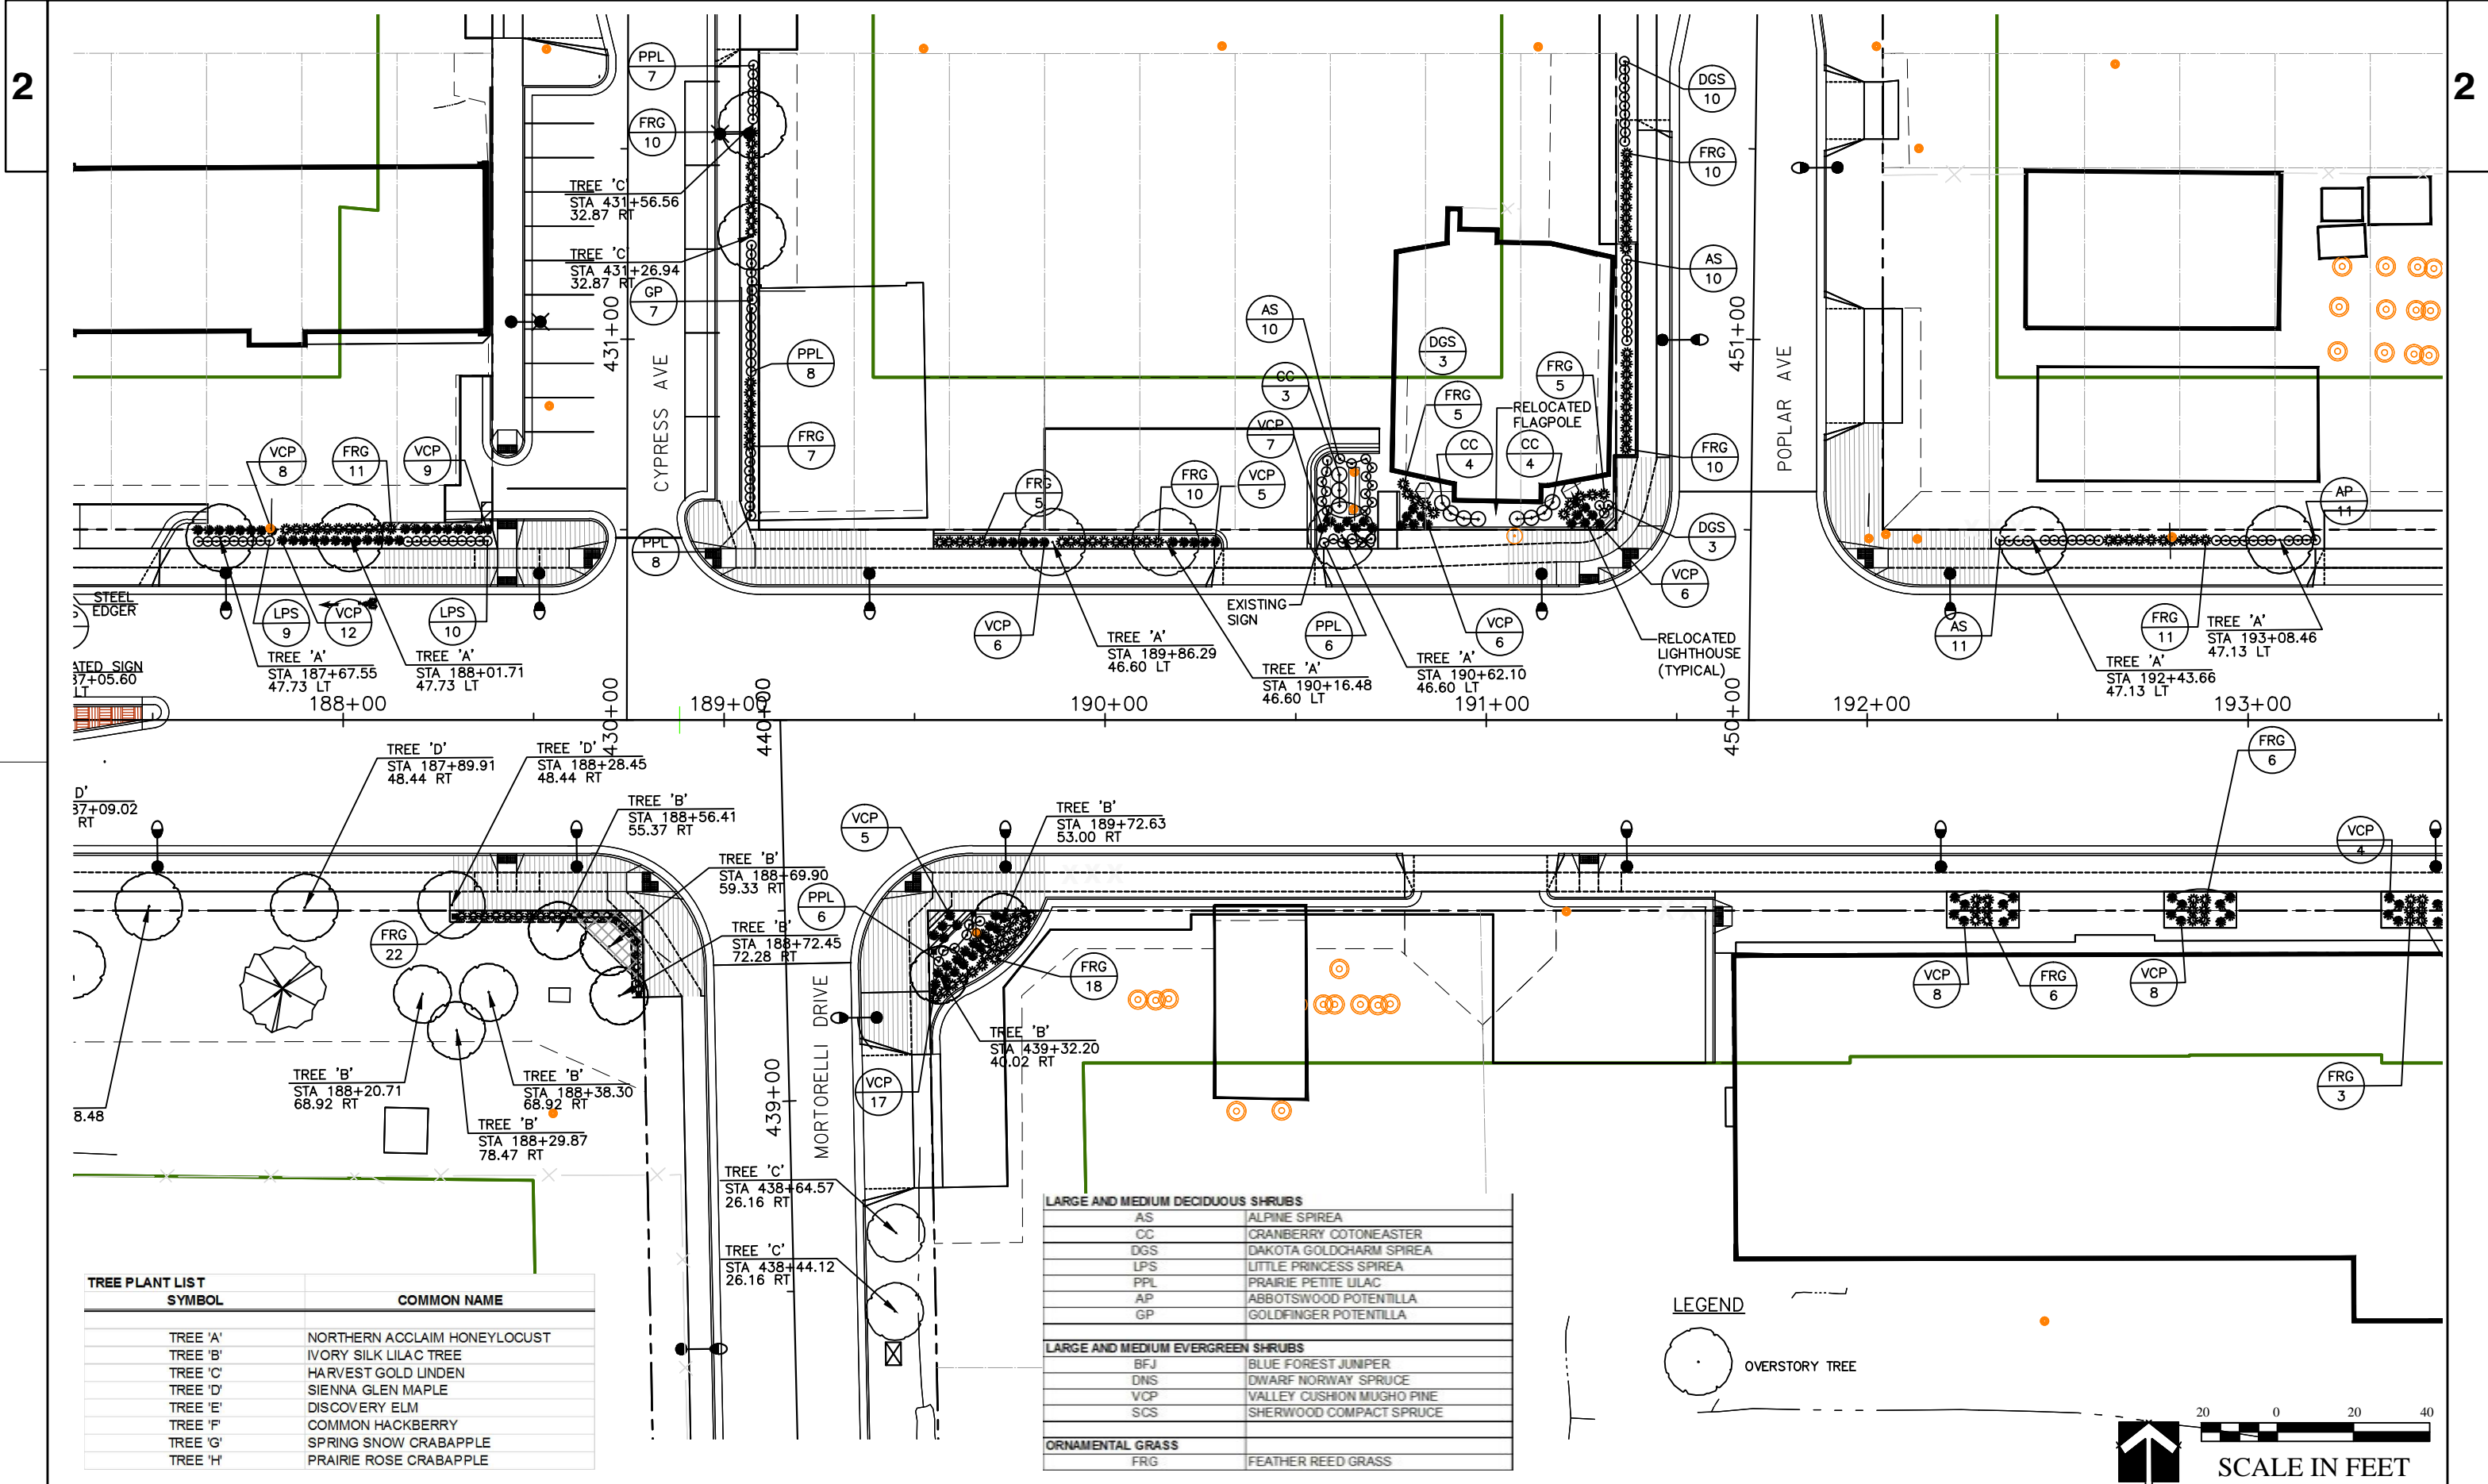 2
2
PPL
7
FRG
10
TREE 'C'
STA 431+56.56
32.87 RT
TREE 'C'
STA 431+26.94
32.87 RT
GP
7
431+00
CYPRESS AVE
PPL
8
FRG
7
DGS
10
FRG
10
AS
10
451+00
POPLAR AVE
FRG
10
AS
10
CC
3
VCP
7
DGS
3
FRG
5
FRG
5
RELOCATED
FLAGPOLE
CC
4
CC
4
VCP
8
FRG
11
VCP
9
FRG
5
FRG
10
VCP
5
AP
11
PPL
8
DGS
3
VCP
6
STEEL
EDGER
LPS
9
VCP
12
LPS
10
TREE 'A'
STA 187+67.55
47.73 LT
TREE 'A'
STA 188+01.71
47.73 LT
ATED SIGN
37+05.60
LT
VCP
6
TREE 'A'
STA 189+86.29
46.60 LT
EXISTING
SIGN
TREE 'A'
STA 190+16.48
46.60 LT
PPL
6
TREE 'A'
STA 190+62.10
46.60 LT
VCP
6
RELOCATED
LIGHTHOUSE
(TYPICAL)
AS
11
TREE 'A'
STA 192+43.66
47.13 LT
FRG
11
TREE 'A'
STA 193+08.46
47.13 LT
188+00
430+00
189+00
440+00
190+00
191+00
450+00
192+00
193+00
TREE 'D'
STA 187+89.91
48.44 RT
TREE 'D'
STA 188+28.45
48.44 RT
D'
37+09.02
RT
TREE 'B'
STA 188+56.41
55.37 RT
TREE 'B'
STA 188+69.90
59.33 RT
TREE 'B'
STA 188+72.45
72.28 RT
VCP
5
PPL
6
TREE 'B'
STA 189+72.63
53.00 RT
FRG
6
VCP
4
FRG
22
FRG
18
VCP
8
FRG
6
VCP
8
MORTORELLI DRIVE
439+00
TREE 'B'
STA 439+32.20
40.02 RT
VCP
17
FRG
3
TREE 'B'
STA 188+20.71
68.92 RT
TREE 'B'
STA 188+38.30
68.92 RT
TREE 'B'
STA 188+29.87
78.47 RT
8.48
TREE 'C'
STA 438+64.57
26.16 RT
TREE 'C'
STA 438+44.12
26.16 RT
TREE PLANT LIST
SYMBOL COMMON NAME
TREE 'A' NORTHERN ACCLAIM HONEYLOCUST
TREE 'B' IVORY SILK LILAC TREE
TREE 'C' HARVEST GOLD LINDEN
TREE 'D' SIENNA GLEN MAPLE
TREE 'E' DISCOVERY ELM
TREE 'F' COMMON HACKBERRY
TREE 'G' SPRING SNOW CRABAPPLE
TREE 'H' PRAIRIE ROSE CRABAPPLE
LARGE AND MEDIUM DECIDUOUS SHRUBS
AS ALPINE SPIREA
CC CRANBERRY COTONEASTER
DGS DAKOTA GOLDCHARM SPIREA
LPS LITTLE PRINCESS SPIREA
PPL PRAIRIE PETITE LILAC
AP ABBOTSWOOD POTENTILLA
GP GOLDFINGER POTENTILLA
LARGE AND MEDIUM EVERGREEN SHRUBS
BFJ BLUE FOREST JUNIPER
DNS DWARF NORWAY SPRUCE
VCP VALLEY CUSHION MUGHO PINE
SCS SHERWOOD COMPACT SPRUCE
ORNAMENTAL GRASS
FRG FEATHER REED GRASS
LEGEND
OVERSTORY TREE
20 0 20 40
SCALE IN FEET